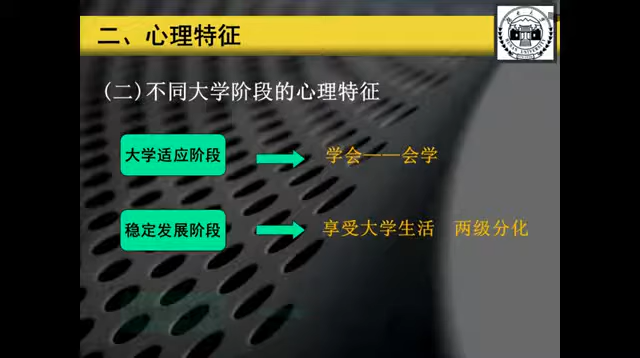 二、心理特征
(二)不同大学阶段的心理特征
大学适应阶段
学会——会学
稳定发展阶段
享受大学生活 两级分化